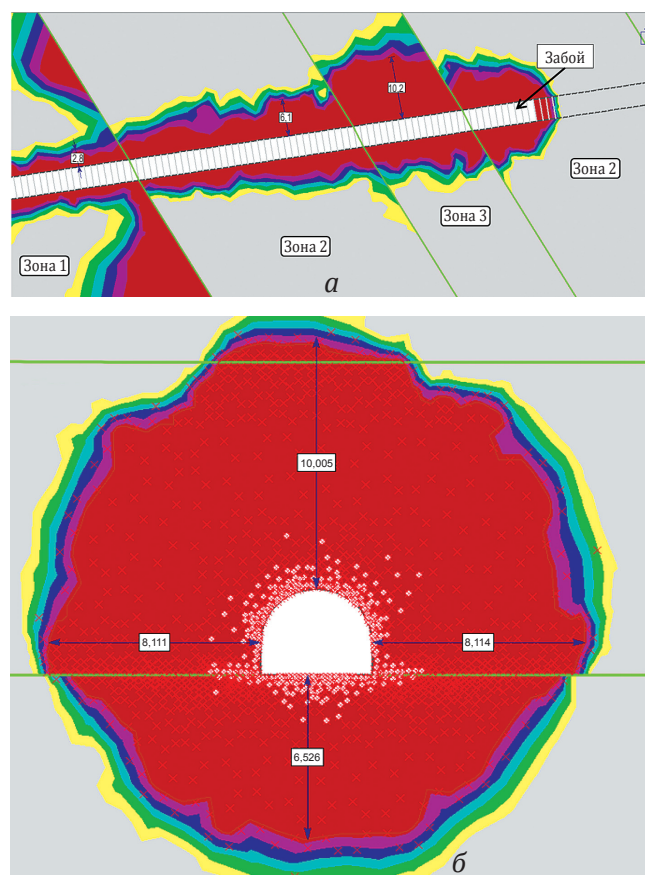 Забой
10,2
6,1
2,8
Зона 2
Зона 3
Зона 2
Зона 1
а
10,005
8,111
8,114
6,526
б